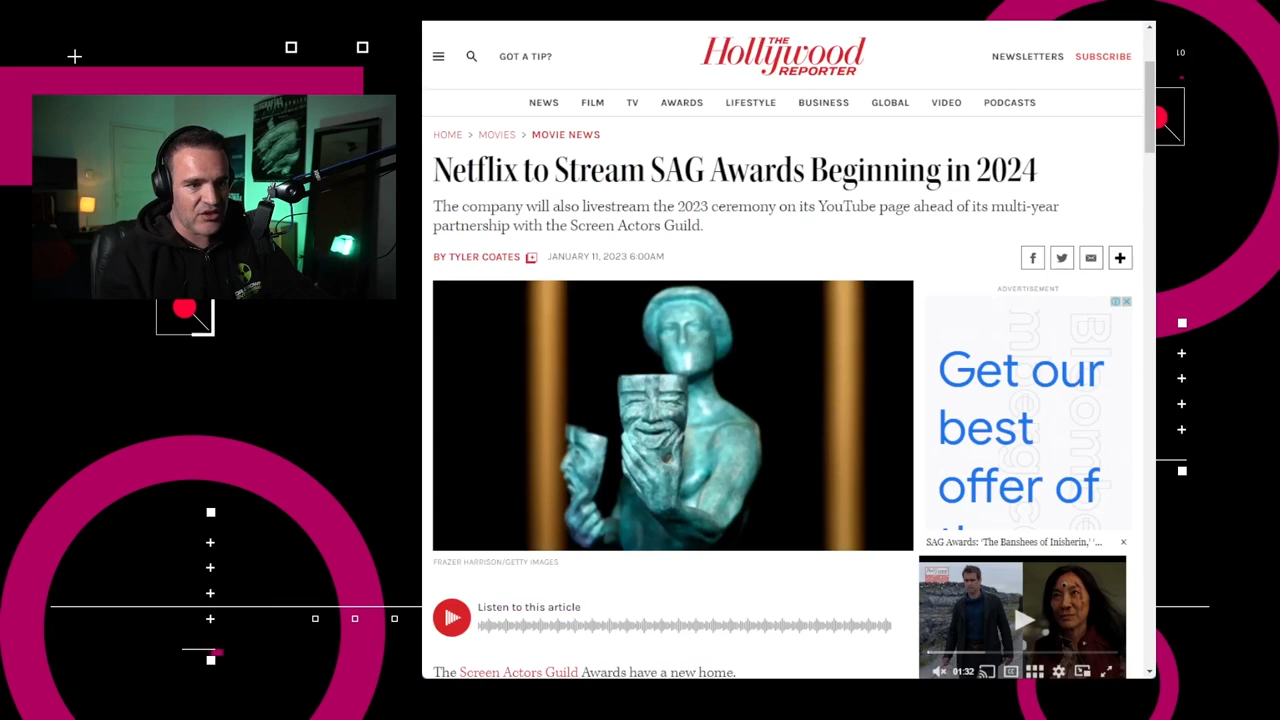 GOT A TIP?
THE
Hollywood
REPORTER
NEWSLETTERS SUBSCRIBE
NEWS FILM TV AWARDS LIFESTYLE BUSINESS GLOBAL VIDEO PODCASTS
HOME > MOVIES > MOVIE NEWS
Netflix to Stream SAG Awards Beginning in 2024
The company will also livestream the 2023 ceremony on its YouTube page ahead of its multi-year
partnership with the Screen Actors Guild.
BY TYLER COATES JANUARY 11, 2023 6:00AM
ADVERTISEMENT
Get our
best
offer of
FRAZER HARRISON/GETTY IMAGES
SAG Awards: 'The Banshees of Inisherin,' '...
01:32
Listen to this article
The Screen Actors Guild Awards have a new home.